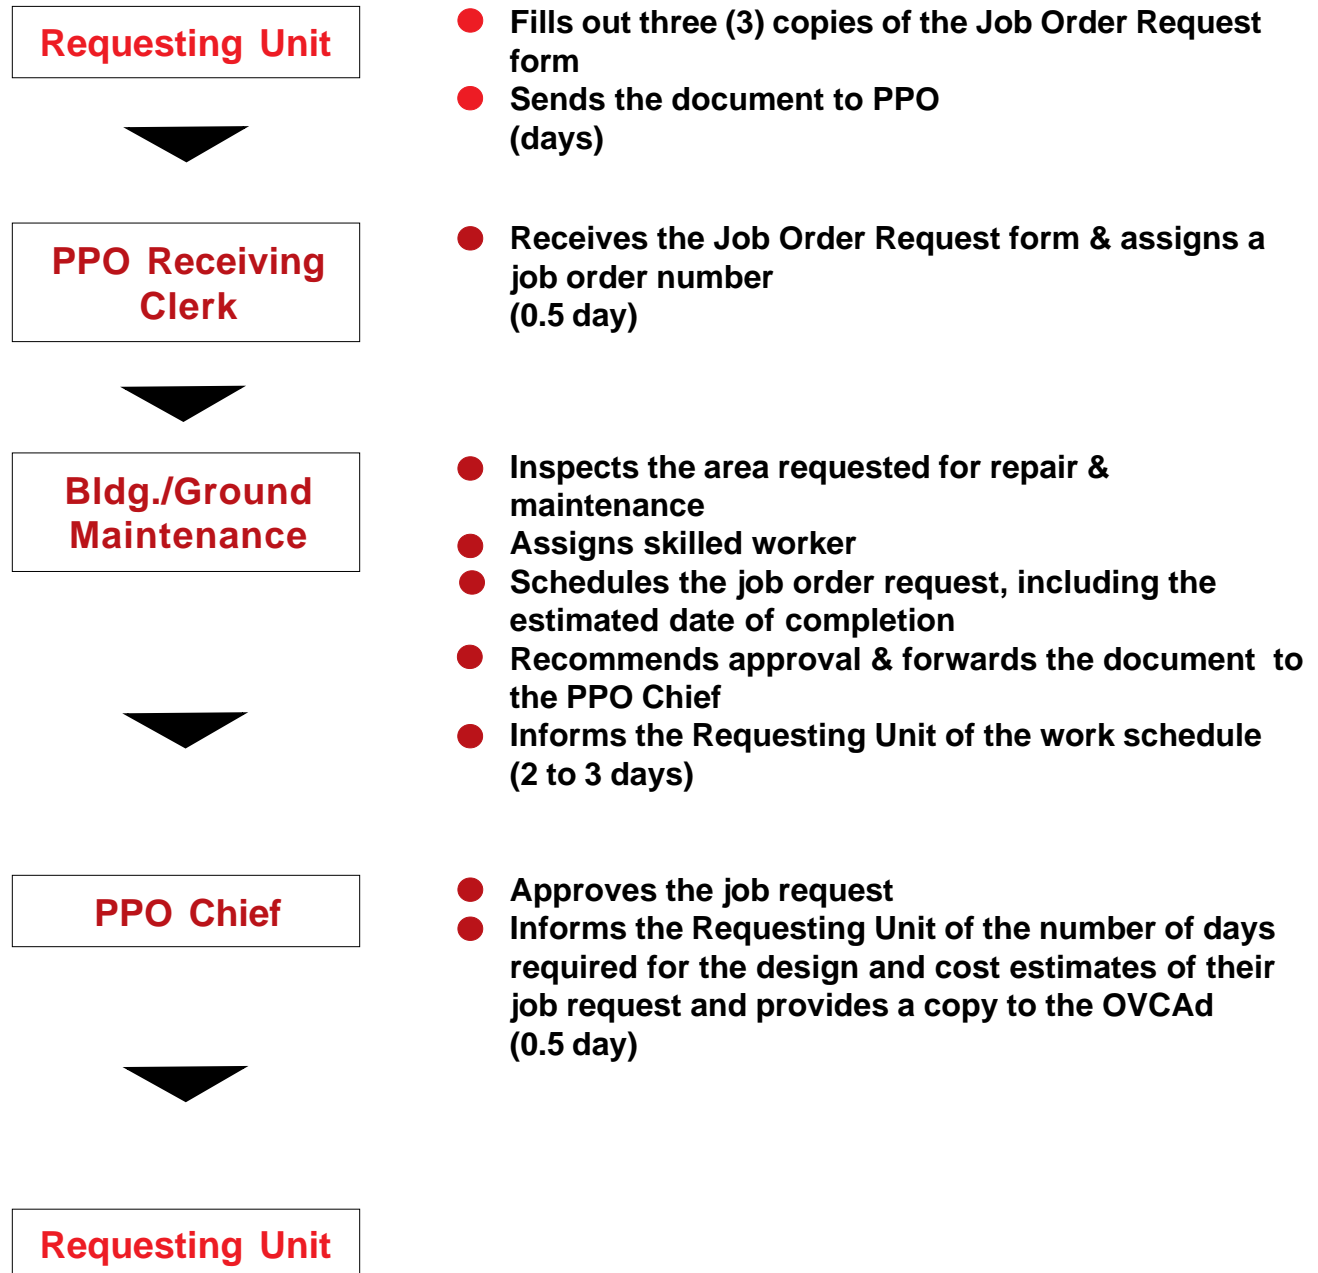 Requesting Unit
Fills out three (3) copies of the Job Order Request
form
Sends the document to PPO
(days)
PPO Receiving
Clerk
Receives the Job Order Request form & assigns a
job order number
(0.5 day)
Bldg./Ground
Maintenance
Inspects the area requested for repair &
maintenance
Assigns skilled worker
Schedules the job order request, including the
estimated date of completion
Recommends approval & forwards the document to
the PPO Chief
Informs the Requesting Unit of the work schedule
(2 to 3 days)
PPO Chief
Approves the job request
Informs the Requesting Unit of the number of days
required for the design and cost estimates of their
job request and provides a copy to the OVCAd
(0.5 day)
Requesting Unit